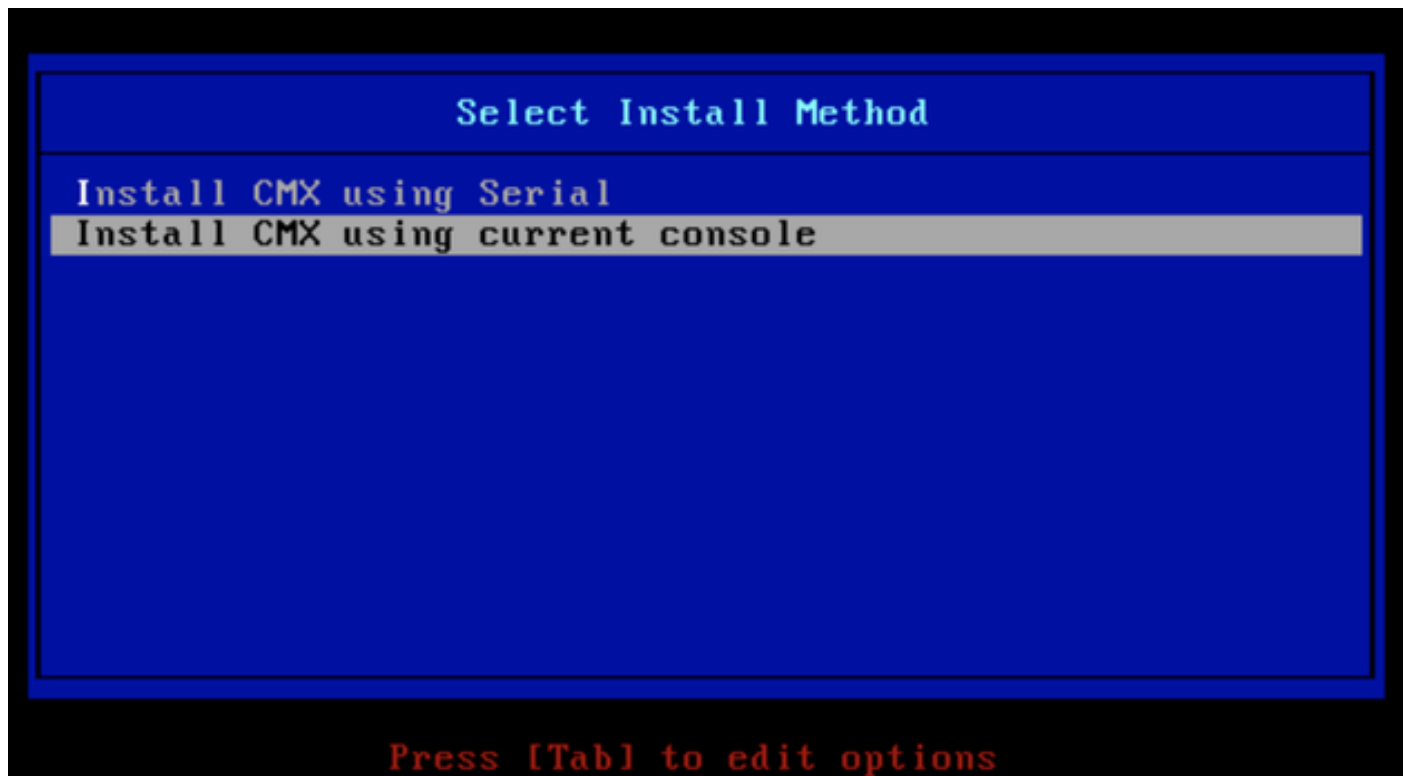 Select Install Method
Install CMX using Serial
Install CMX using current console
Press [Tab] to edit options